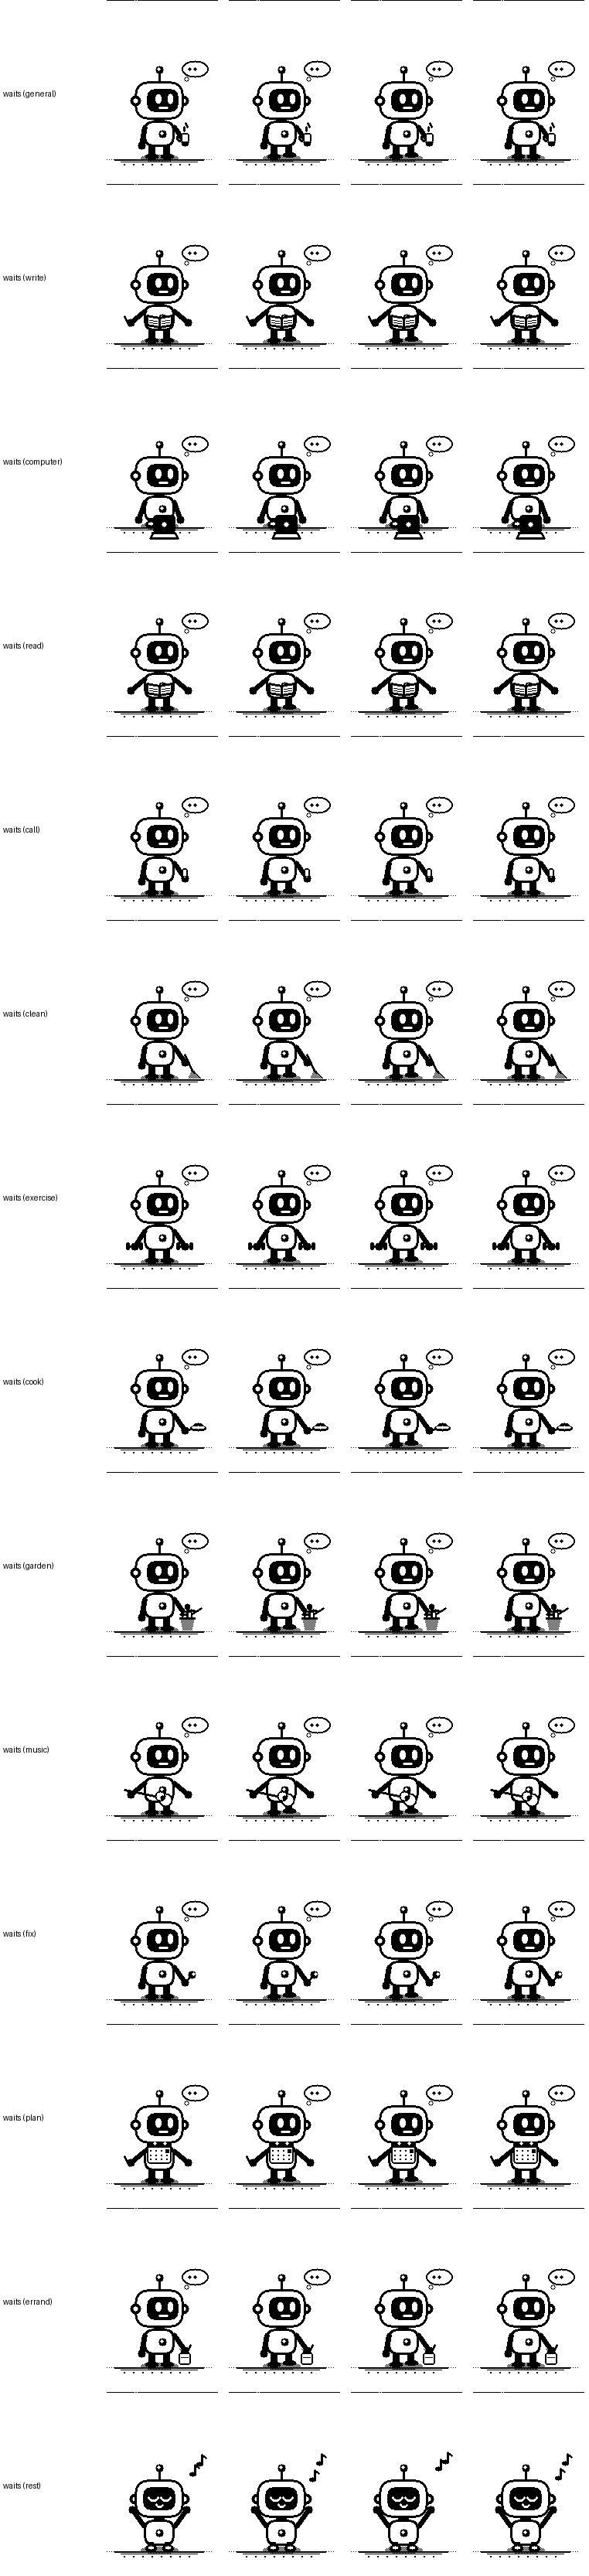 waits (general)
waits (write)
waits (computer)
waits (read)
waits (call)
waits (clean)
waits (exercise)
waits (cook)
waits (garden)
waits (music)
waits (fix)
waits (plan)
waits (errand)
waits (rest)